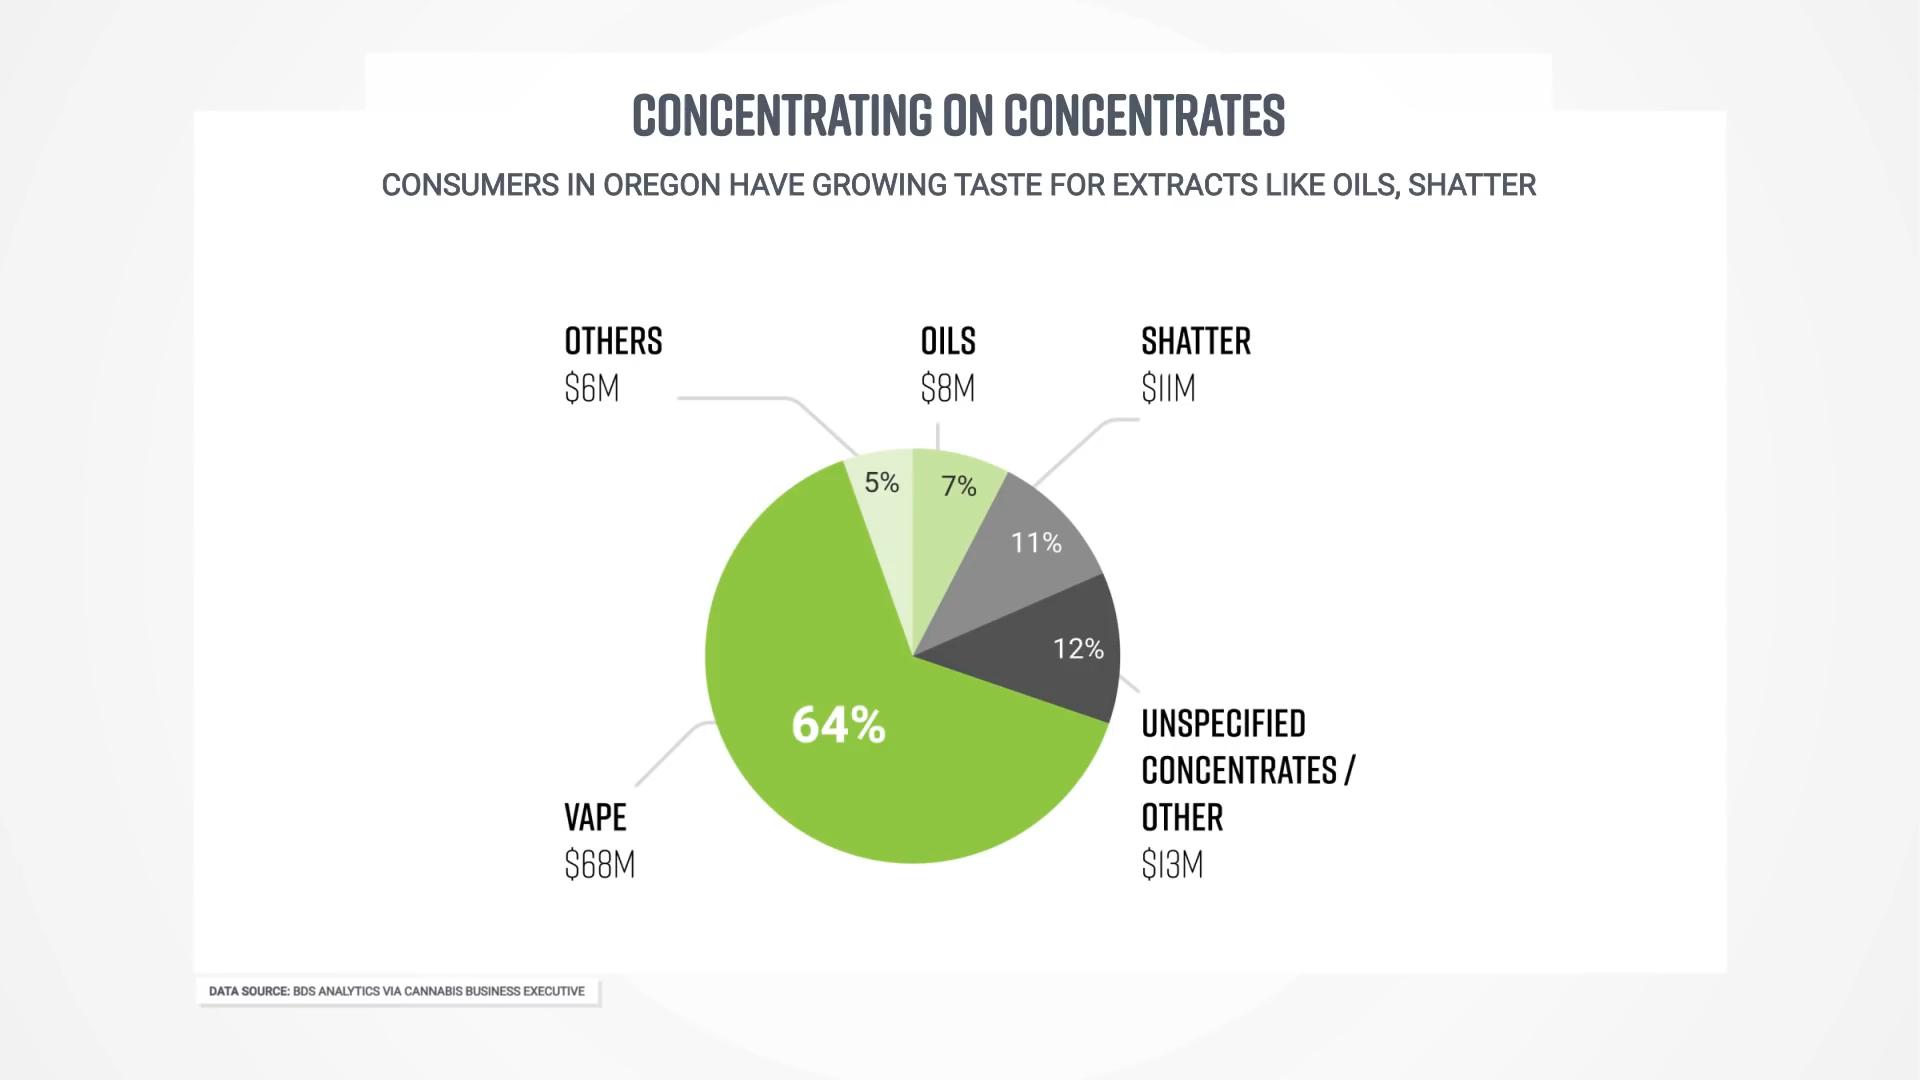 CONCENTRATING ON CONCENTRATES
CONSUMERS IN OREGON HAVE GROWING TASTE FOR EXTRACTS LIKE OILS, SHATTER
OTHERS
$6M
OILS
$8M
SHATTER
$11M
5%
7%
11%
12%
64%
VAPE
$68M
UNSPECIFIED
CONCENTRATES /
OTHER
$13M
DATA SOURCE: BDS ANALYTICS VIA CANNABIS BUSINESS EXECUTIVE